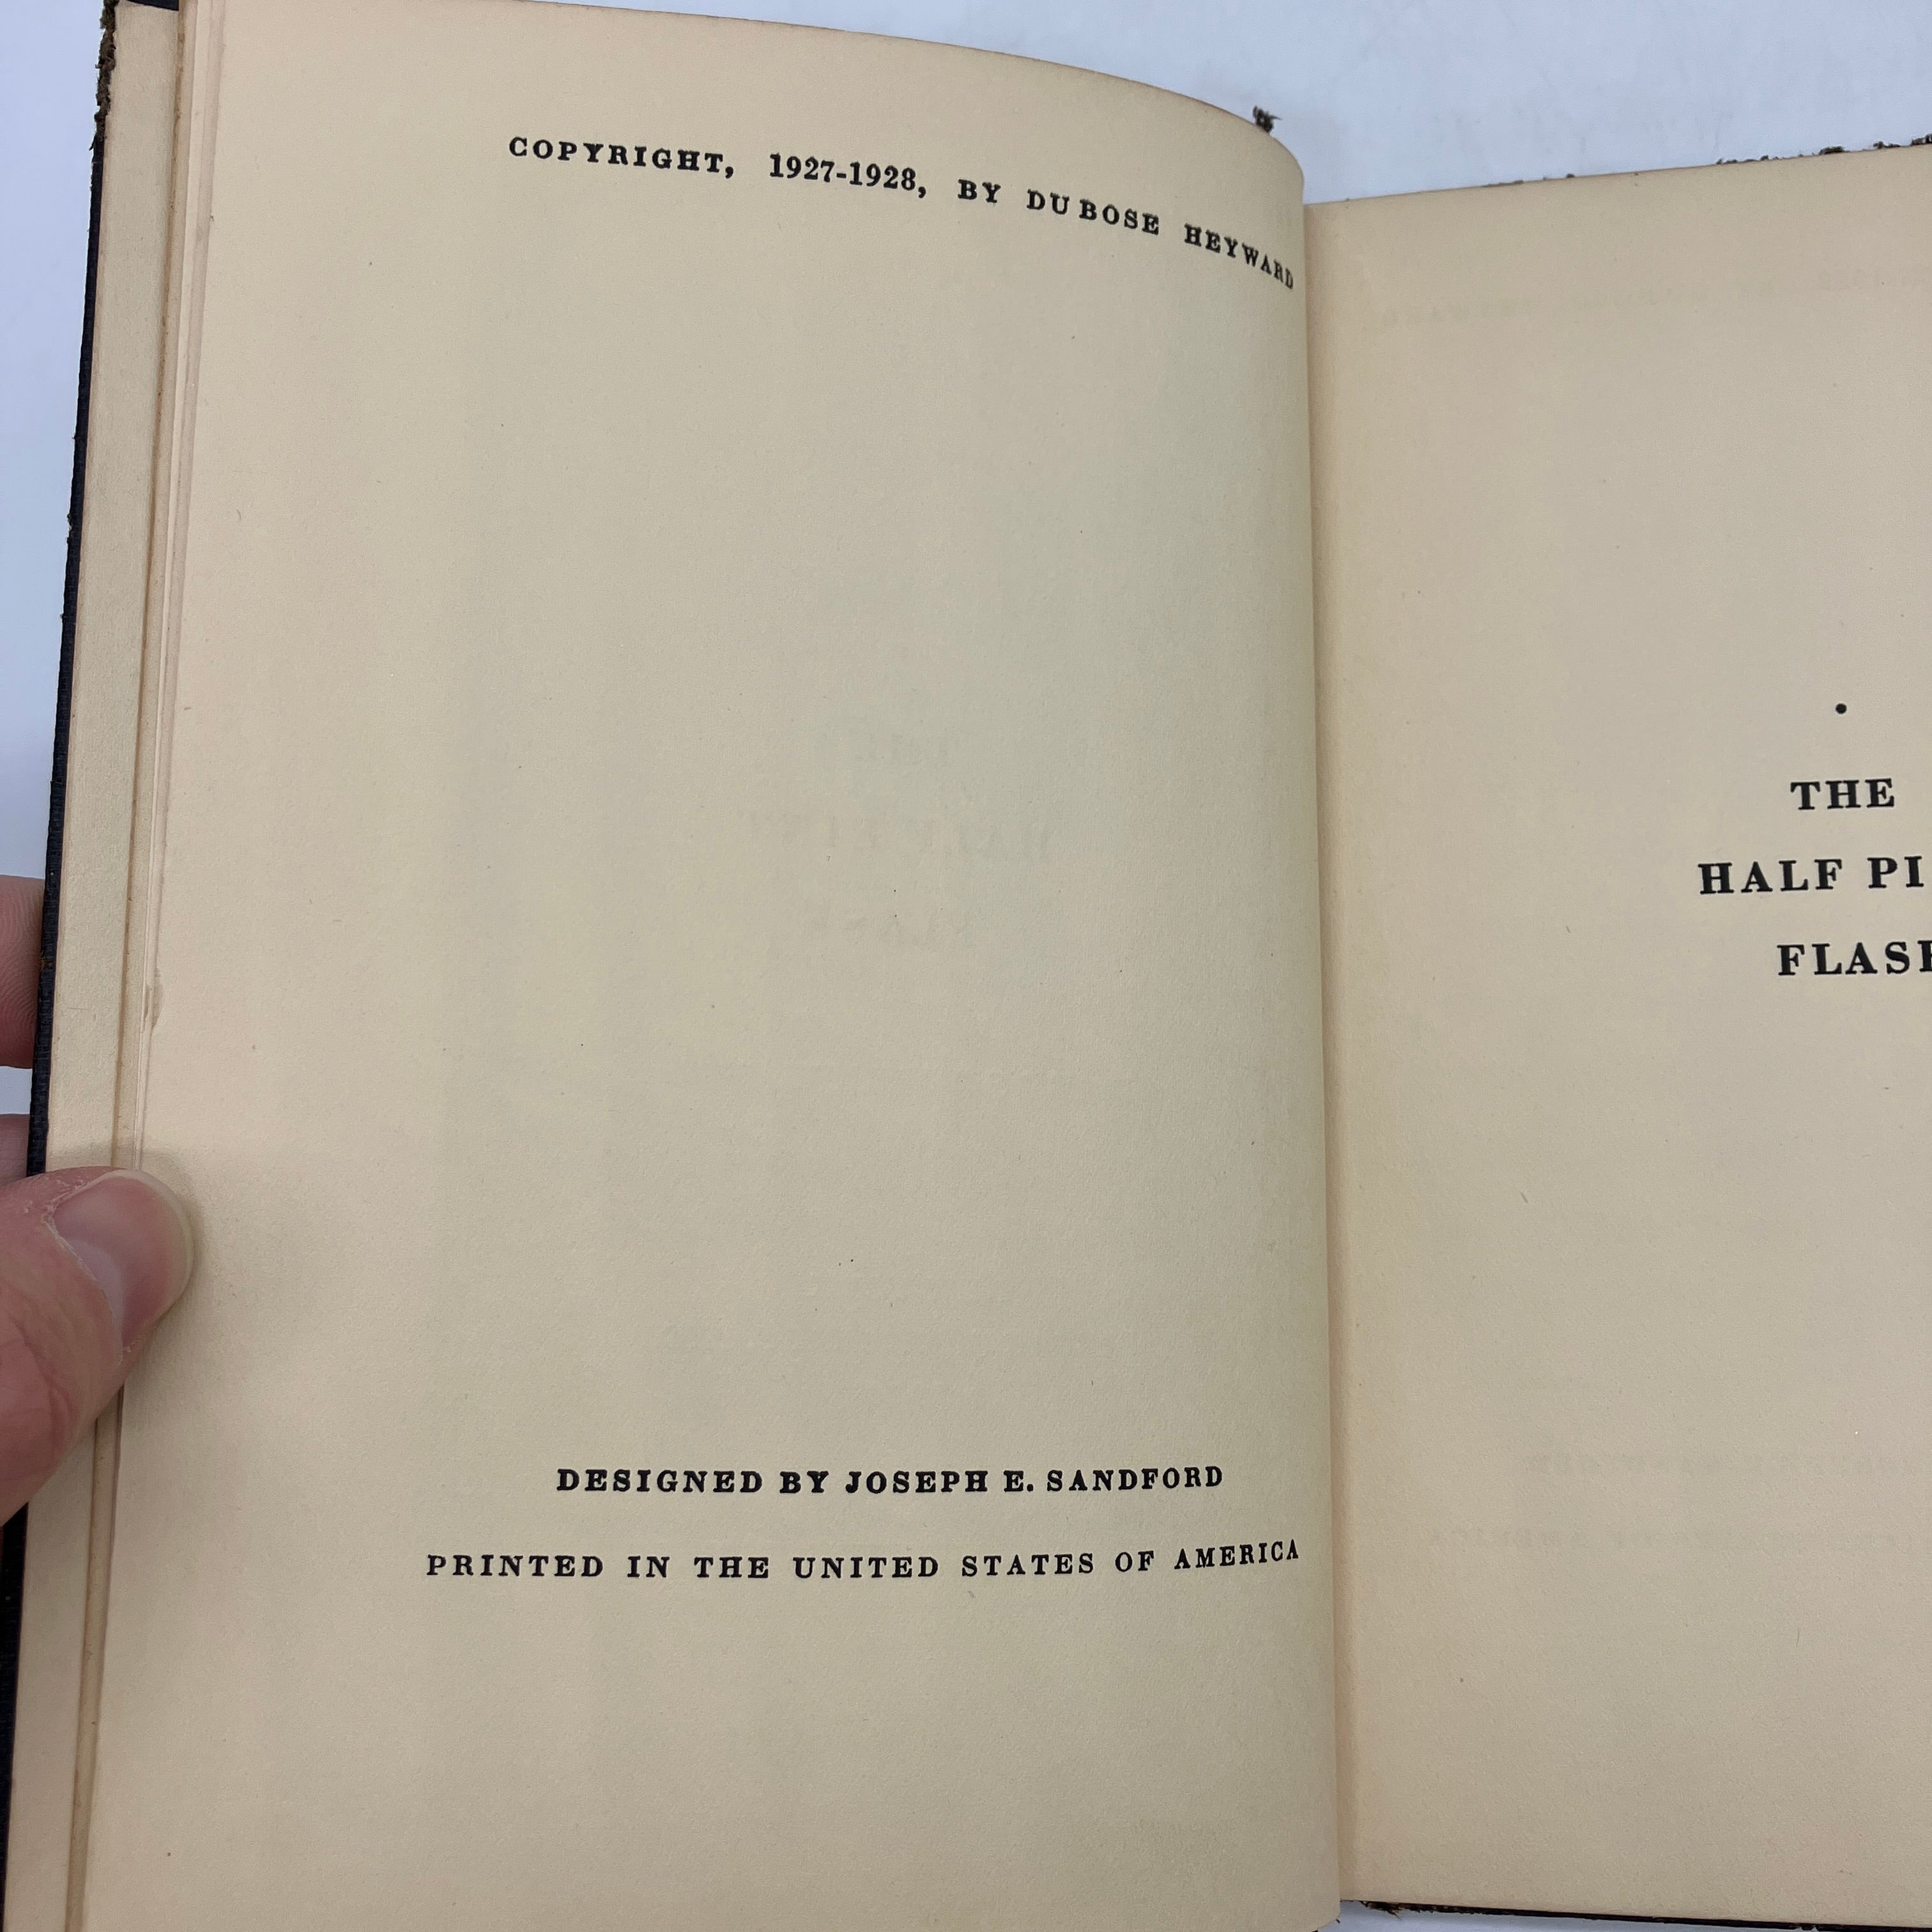 COPYRIGHT, 1927-1928, BY DU BOSE HEYWARD
DESIGNED BY JOSEPH E. SANDFORD
PRINTED IN THE UNITED STATES OF AMERICA
THE
HALF PI
FLASK